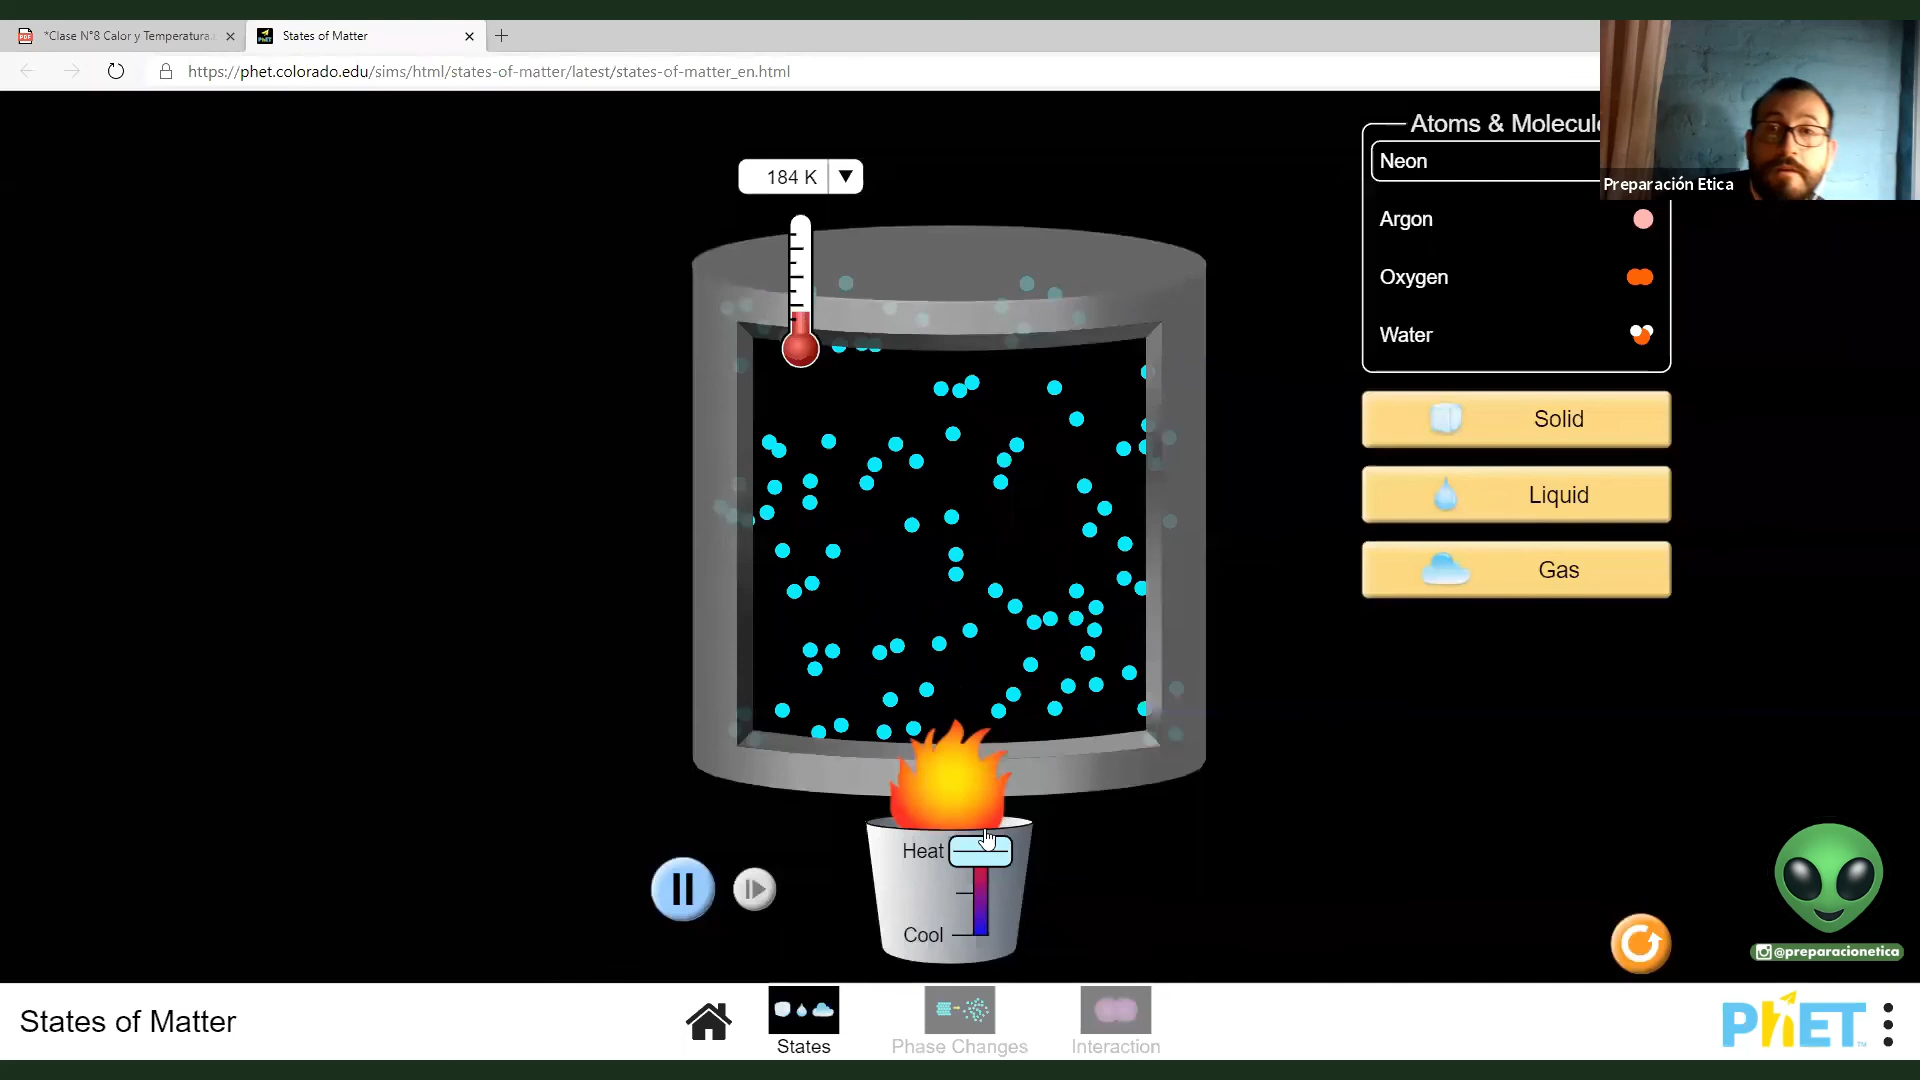 *Clase N°8 Calor y Temperatura.
States of Matter
https://phet.colorado.edu/sims/html/states-of-matter/latest/states-of-matter_en.html
Preparación Etica
184 K
Atoms & Molecul
Neon
Argon
Oxygen
Water
Solid
Liquid
Gas
Heat
Cool
@preparacionetica
States of Matter
States
Phase Changes
Interaction
PhET